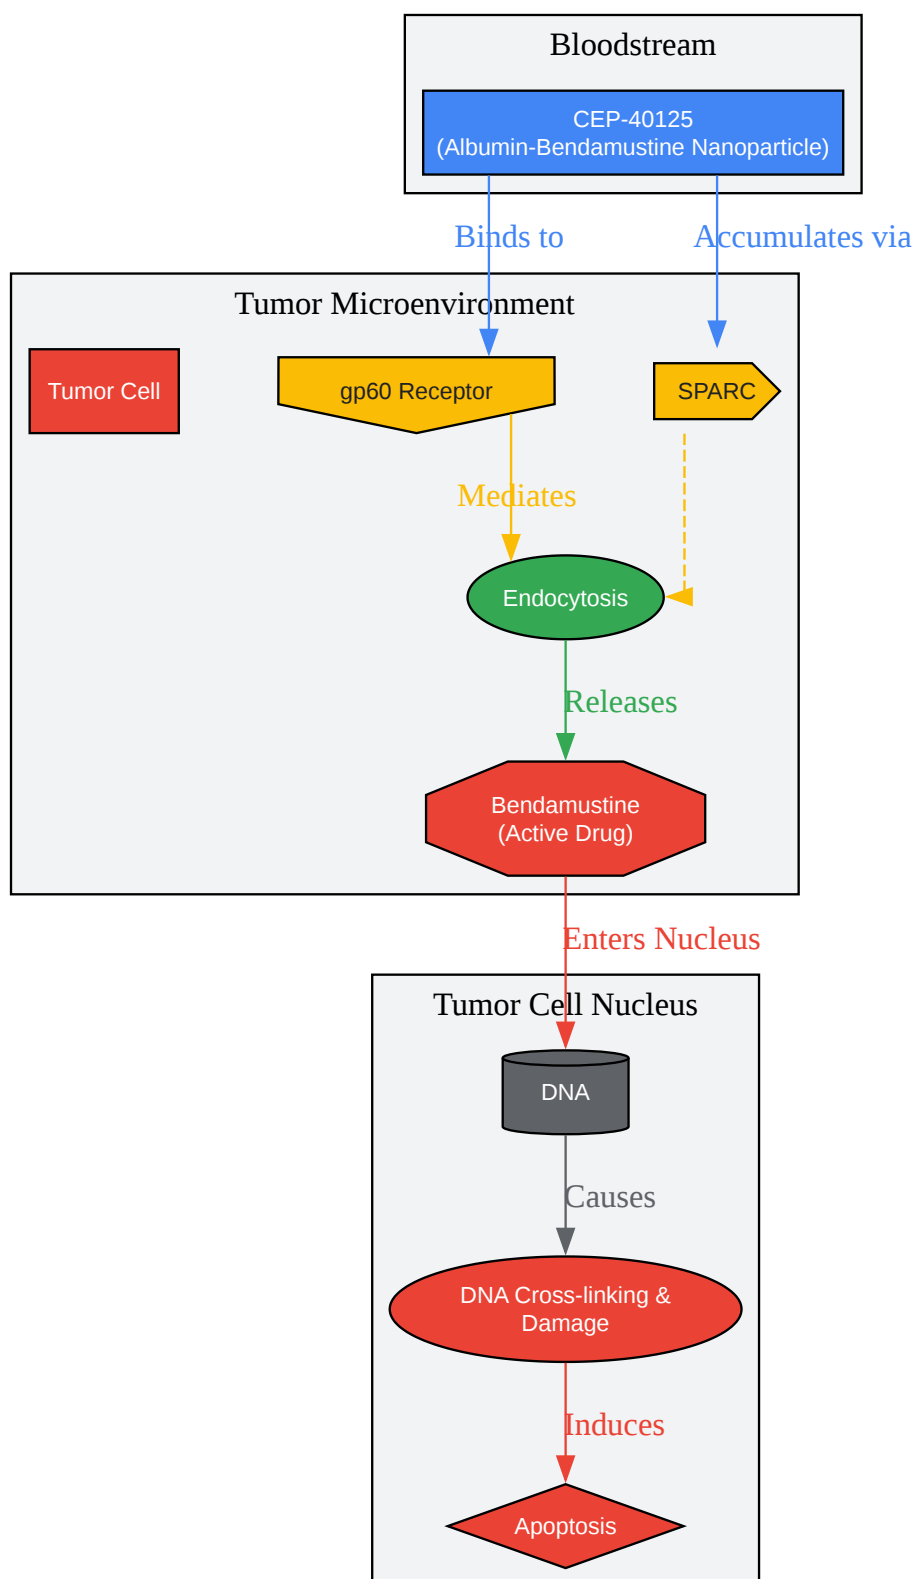 Bloodstream
CEP-40125
(Albumin-Bendamustine Nanoparticle)
Binds to
Accumulates via
Tumor Microenvironment
Tumor Cell
gp60 Receptor
SPARC
Mediates
Endocytosis
Releases
Bendamustine
(Active Drug)
Enters Nucleus
Tumor Cell Nucleus
DNA
Causes
DNA Cross-linking &
Damage
Induces
Apoptosis